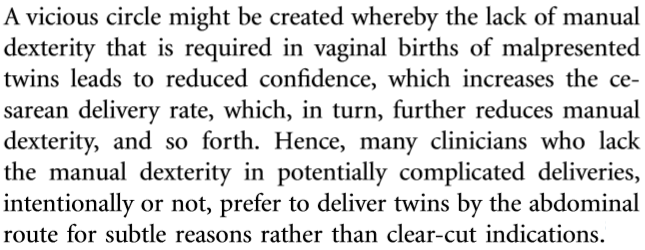 A vicious circle might be created whereby the lack of manual
dexterity that is required in vaginal births of malpresented
twins leads to reduced confidence, which increases the ce-
sarean delivery rate, which, in turn, further reduces manual
dexterity, and so forth. Hence, many clinicians who lack
the manual dexterity in potentially complicated deliveries,
intentionally or not, prefer to deliver twins by the abdominal
route for subtle reasons rather than clear-cut indications.